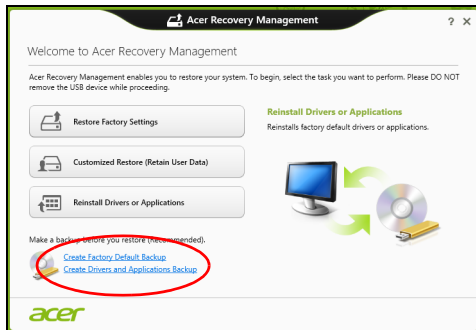 Acer Recovery Management
? X
Welcome to Acer Recovery Management
Acer Recovery Management enables you to restore your system. To begin, select the task you want to perform. Please DO NOT
remove the USB device while proceeding.
Restore Factory Settings
Customized Restore (Retain User Data)
Reinstall Drivers or Applications
Reinstall Drivers or Applications
Reinstalls factory default drivers or applications.
Make a backup before you restore (Recommended).
Create Factory Default Backup
Create Drivers and Applications Backup
acer